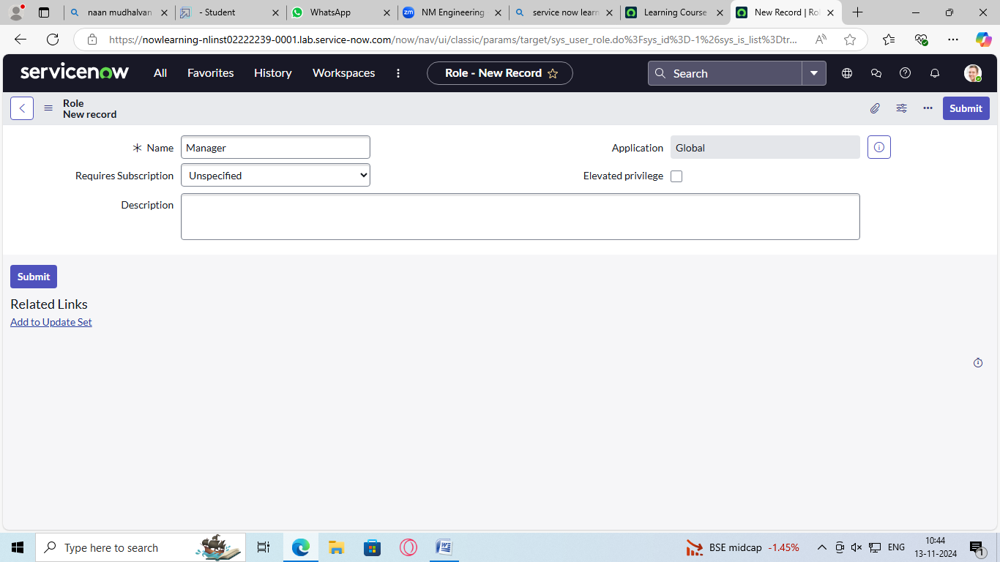 naan mudhalvan
- Student
WhatsApp
NM Engineering
service now learn
Learning Course
New Record | Ro
https://nowlearning-nlinst02222239-0001.lab.service-now.com/now/nav/ui/classic/params/target/sys_user_role.do%3Fsys_id%3D-1%26sys_is_list%3Dtr...
servicenow All Favorites History Workspaces Role - New Record Search
Role
New record
Submit
Name Manager Application Global
Requires Subscription Unspecified Elevated privilege
Description
Submit
Related Links
Add to Update Set
Type here to search
BSE midcap -1.45%
ENG
10:44
13-11-2024
1